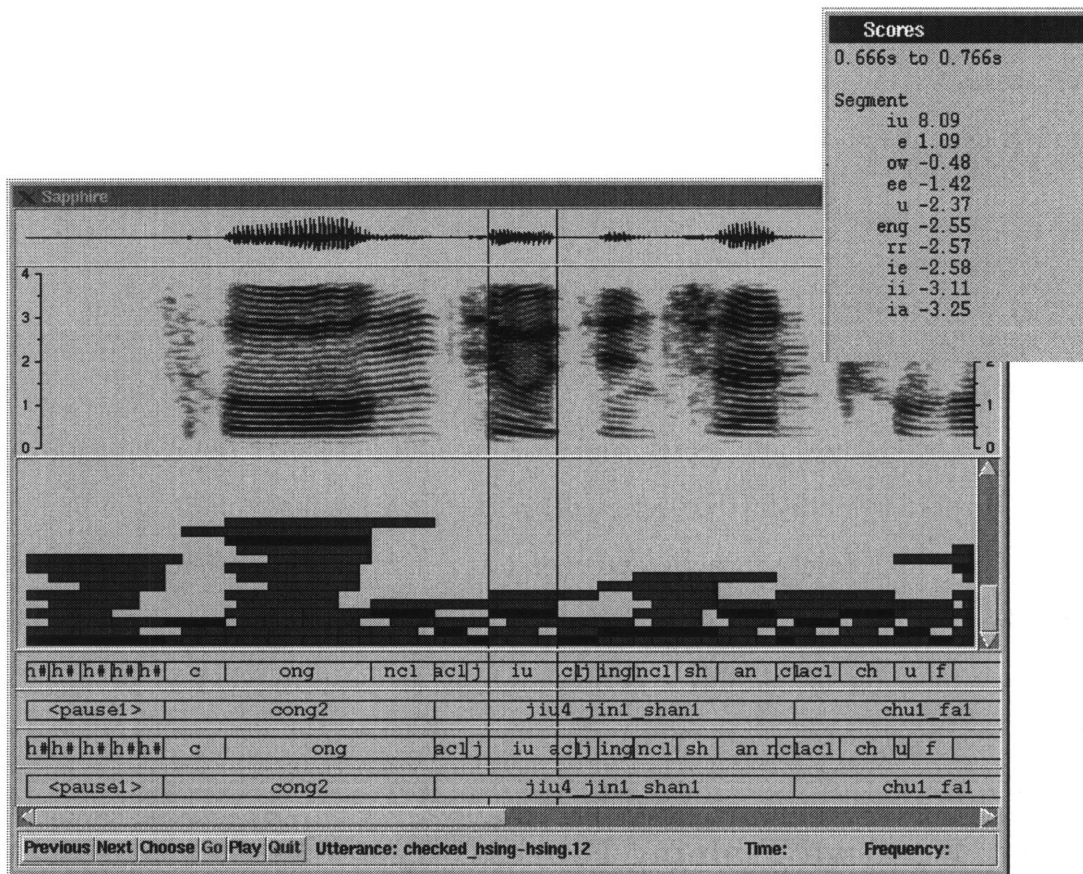 Scores
0.666s to 0.766s
Segment
iu 8.09
e 1.09
ow -0.48
ee -1.42
u -2.37
eng -2.55
rr -2.57
ie -2.58
ii -3.11
ia -3.25
Sapphire
4
3
2
1
0
2
1
0
h# h# h# h# h# c ong ncl acl j iu cl j ing ncl sh an cl acl ch u f
<pause1> cong2 jiu4_jin1_shan1 chu1_fa1
h# h# h# h# h# c ong acl j iu acl j ing ncl sh an ncl acl ch u f
<pause1> cong2 jiu4_jin1_shan1 chu1_fa1
Previous Next Choose Go Play Quit Utterance: checked_hsing-hsing.12 Time: Frequency: